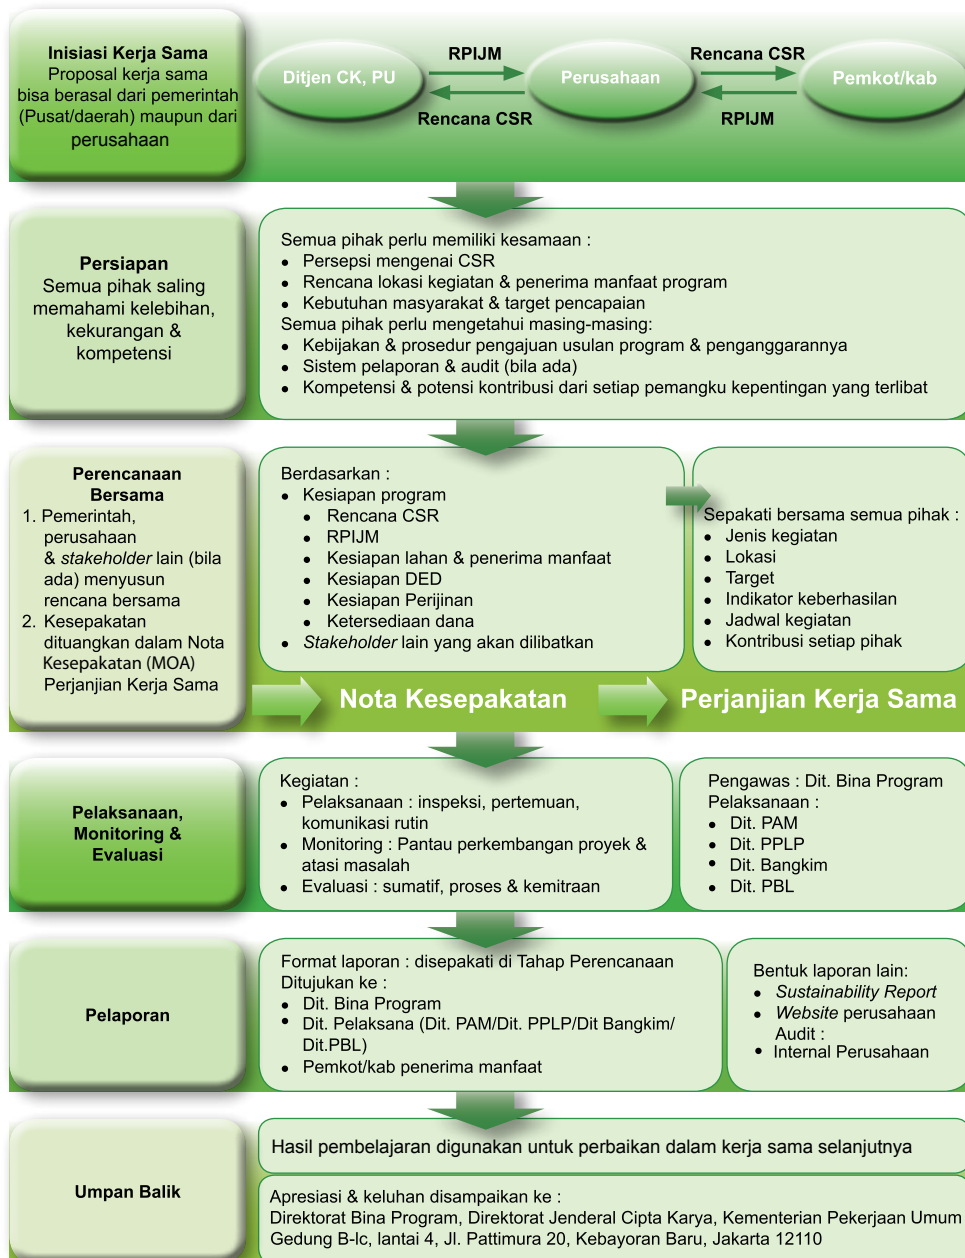 Inisiasi Kerja Sama
Proposal kerja sama
bisa berasal dari pemerintah
(Pusat/daerah) maupun dari
perusahaan
Ditjen CK, PU
RPIJM
Rencana CSR
Perusahaan
Rencana CSR
RPIJM
Pemkot/kab
Persiapan
Semua pihak saling
memahami kelebihan,
kekurangan &
kompetensi
Semua pihak perlu memiliki kesamaan :
• Persepsi mengenai CSR
• Rencana lokasi kegiatan & penerima manfaat program
• Kebutuhan masyarakat & target pencapaian
Semua pihak perlu mengetahui masing-masing:
• Kebijakan & prosedur pengajuan usulan program & penganggarannya
• Sistem pelaporan & audit (bila ada)
• Kompetensi & potensi kontribusi dari setiap pemangku kepentingan yang terlibat
Perencanaan
Bersama
1. Pemerintah,
perusahaan
& stakeholder lain (bila
ada) menyusun
rencana bersama
2. Kesepakatan
dituangkan dalam Nota
Kesepakatan (MOA)
Perjanjian Kerja Sama
Berdasarkan :
• Kesiapan program
• Rencana CSR
• RPIJM
• Kesiapan lahan & penerima manfaat
• Kesiapan DED
• Kesiapan Perijinan
• Ketersediaan dana
• Stakeholder lain yang akan dilibatkan
Sepakati bersama semua pihak :
• Jenis kegiatan
• Lokasi
• Target
• Indikator keberhasilan
• Jadwal kegiatan
• Kontribusi setiap pihak
Nota Kesepakatan
Perjanjian Kerja Sama
Pelaksanaan,
Monitoring &
Evaluasi
Kegiatan :
• Pelaksanaan : inspeksi, pertemuan,
komunikasi rutin
• Monitoring : Pantau perkembangan proyek &
atasi masalah
• Evaluasi : sumatif, proses & kemitraan
Pengawas : Dit. Bina Program
Pelaksanaan :
• Dit. PAM
• Dit. PPLP
• Dit. Bangkim
• Dit. PBL
Pelaporan
Format laporan : disepakati di Tahap Perencanaan
Ditujukan ke :
• Dit. Bina Program
• Dit. Pelaksana (Dit. PAM/Dit. PPLP/Dit Bangkim/
Dit.PBL)
• Pemkot/kab penerima manfaat
Bentuk laporan lain:
• Sustainability Report
• Website perusahaan
Audit :
• Internal Perusahaan
Umpan Balik
Hasil pembelajaran digunakan untuk perbaikan dalam kerja sama selanjutnya
Apresiasi & keluhan disampaikan ke :
Direktorat Bina Program, Direktorat Jenderal Cipta Karya, Kementerian Pekerjaan Umum
Gedung B-lc, lantai 4, Jl. Pattimura 20, Kebayoran Baru, Jakarta 12110